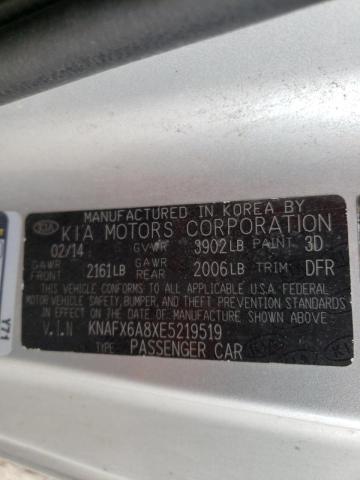 MANUFACTURED IN KOREA BY
KIA KIA MOTORS CORPORATION
02/14 GVWR 3902LB PAINT 3D
GAWR FRONT 2161LB GAWR REAR 2006LB TRIM: DFR
THIS VEHICLE CONFORMS TO ALL APPLICABLE U.S.A. FEDERAL
MOTOR VEHICLE SAFETY, BUMPER, AND THEFT PREVENTION STANDARDS
IN EFFECT ON THE DATE OF MANUFACTURE SHOWN ABOVE.
V.I.N KNAFX6A8XE5219519
TYPE: PASSENGER CAR
Y71